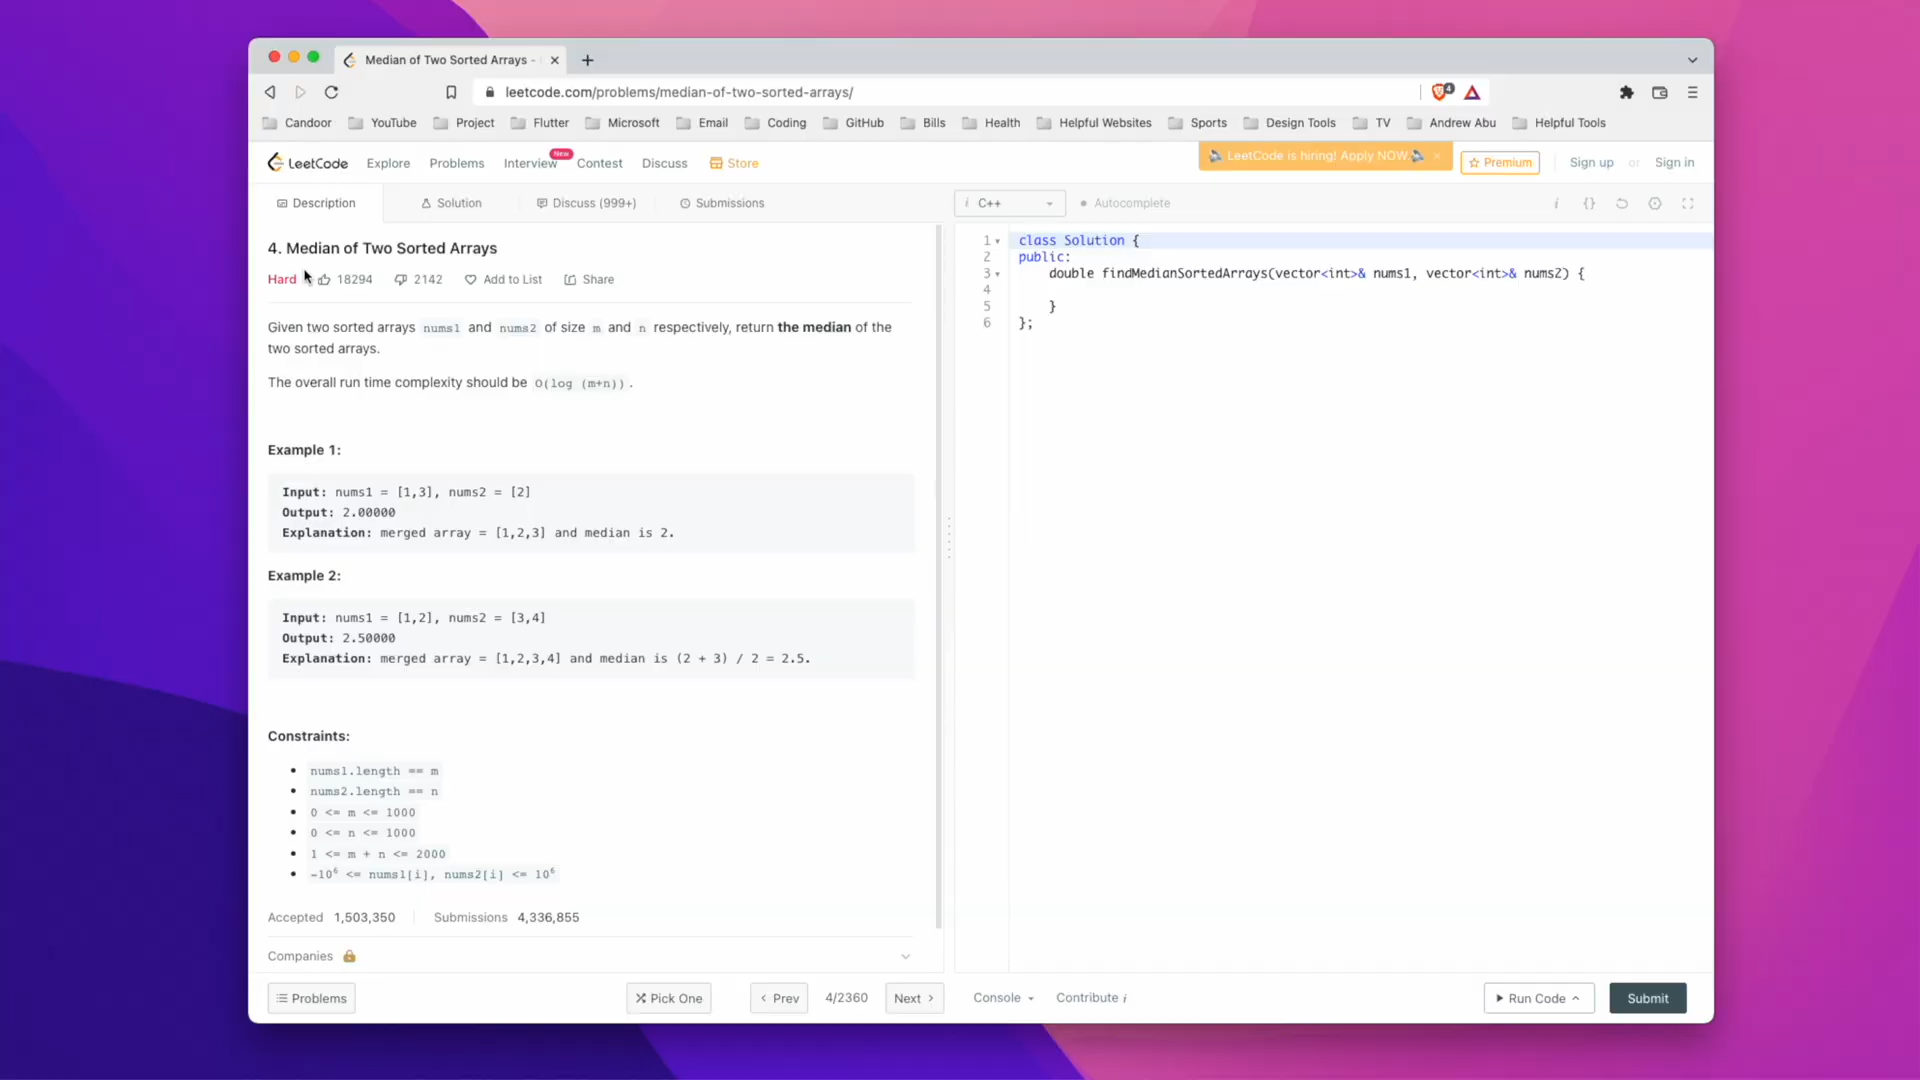 Median of Two Sorted Arrays -
leetcode.com/problems/median-of-two-sorted-arrays/
4
Candoor YouTube Project Flutter Microsoft Email Coding GitHub Bills Health Helpful Websites Sports Design Tools TV Andrew Abu Helpful Tools
LeetCode Explore Problems Interview New Contest Discuss Store LeetCode is hiring! Apply NOW. × Premium Sign up or Sign in
Description Solution Discuss (999+) Submissions
i C++ Autocomplete
4. Median of Two Sorted Arrays
Hard 18294 2142 Add to List Share
Given two sorted arrays nums1 and nums2 of size m and n respectively, return the median of the
two sorted arrays.
The overall run time complexity should be O(log (m+n)).
Example 1:
Input: nums1 = [1,3], nums2 = [2]
Output: 2.00000
Explanation: merged array = [1,2,3] and median is 2.
Example 2:
Input: nums1 = [1,2], nums2 = [3,4]
Output: 2.50000
Explanation: merged array = [1,2,3,4] and median is (2 + 3) / 2 = 2.5.
Constraints:
• nums1.length == m
• nums2.length == n
• 0 <= m <= 1000
• 0 <= n <= 1000
• 1 <= m + n <= 2000
• -10⁶ <= nums1[i], nums2[i] <= 10⁶
Accepted 1,503,350 Submissions 4,336,855
Companies
1 class Solution {
2 public:
3 double findMedianSortedArrays(vector<int>& nums1, vector<int>& nums2) {
4
5 }
6 };
Problems Pick One < Prev 4/2360 Next > Console Contribute i Run Code Submit